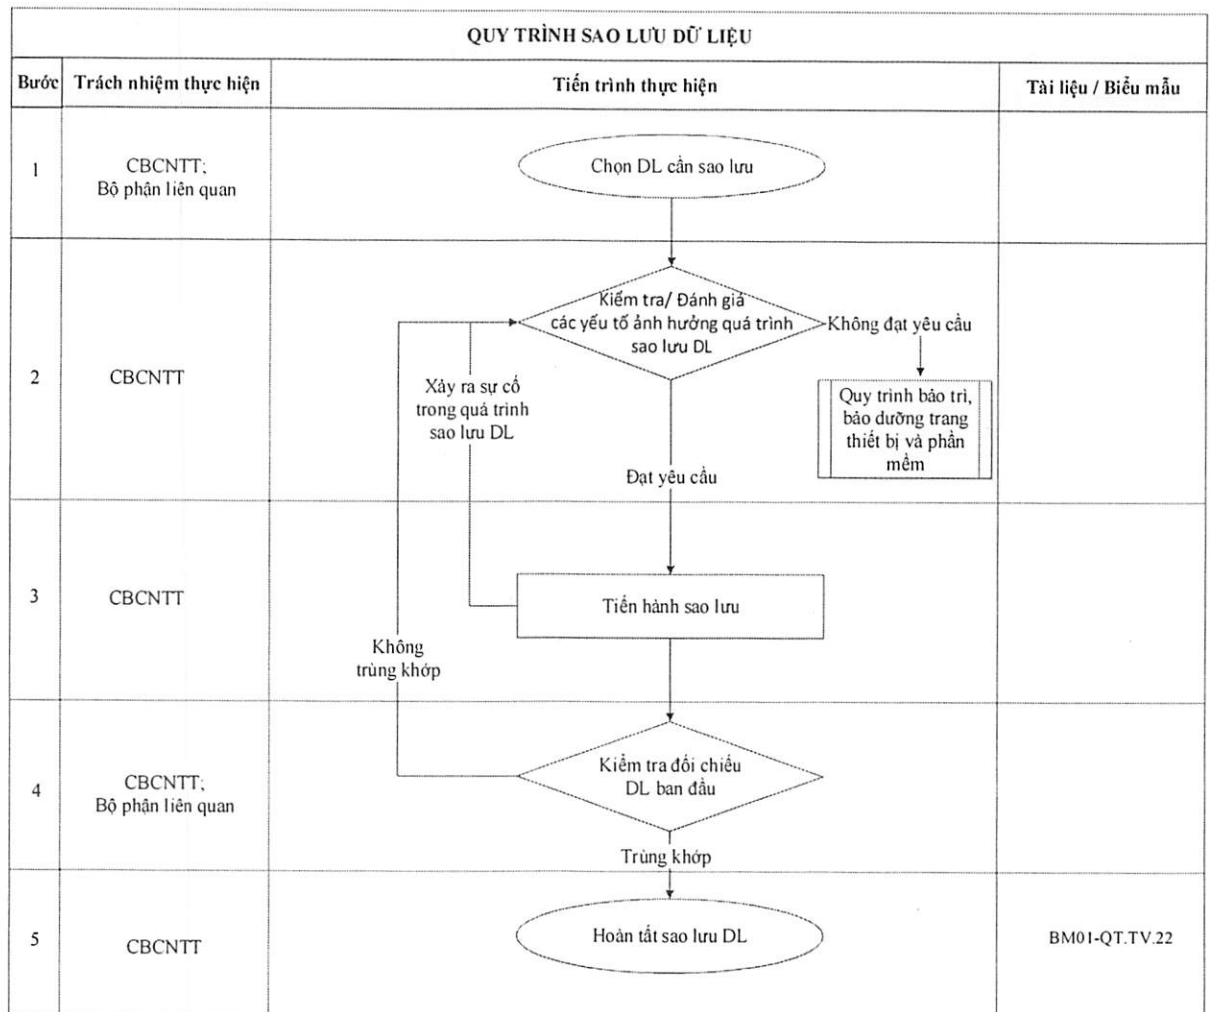 QUY TRÌNH SAO LƯU DỮ LIỆU
Bước
Trách nhiệm thực hiện
Tiến trình thực hiện
Tài liệu / Biểu mẫu
1
CBCNTT;
Bộ phận liên quan
Chọn DL cần sao lưu
2
CBCNTT
Kiểm tra/ Đánh giá
các yếu tố ảnh hưởng quá trình
sao lưu DL
Không đạt yêu cầu
Quy trình bảo trì,
bảo dưỡng trang
thiết bị và phần
mềm
Xảy ra sự cố
trong quá trình
sao lưu DL
Đạt yêu cầu
3
CBCNTT
Tiến hành sao lưu
Không
trùng khớp
4
CBCNTT;
Bộ phận liên quan
Kiểm tra đối chiếu
DL ban đầu
Trùng khớp
5
CBCNTT
Hoàn tất sao lưu DL
BM01-QT.TV.22